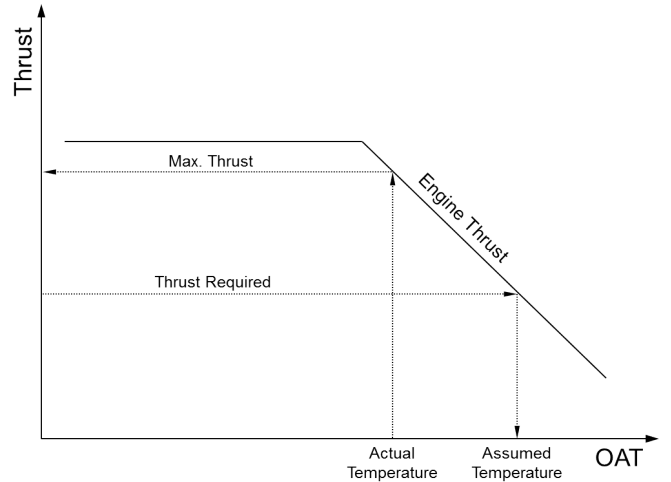 Thrust
Max. Thrust
Engine Thrust
Thrust Required
Actual
Temperature
Assumed
Temperature
OAT